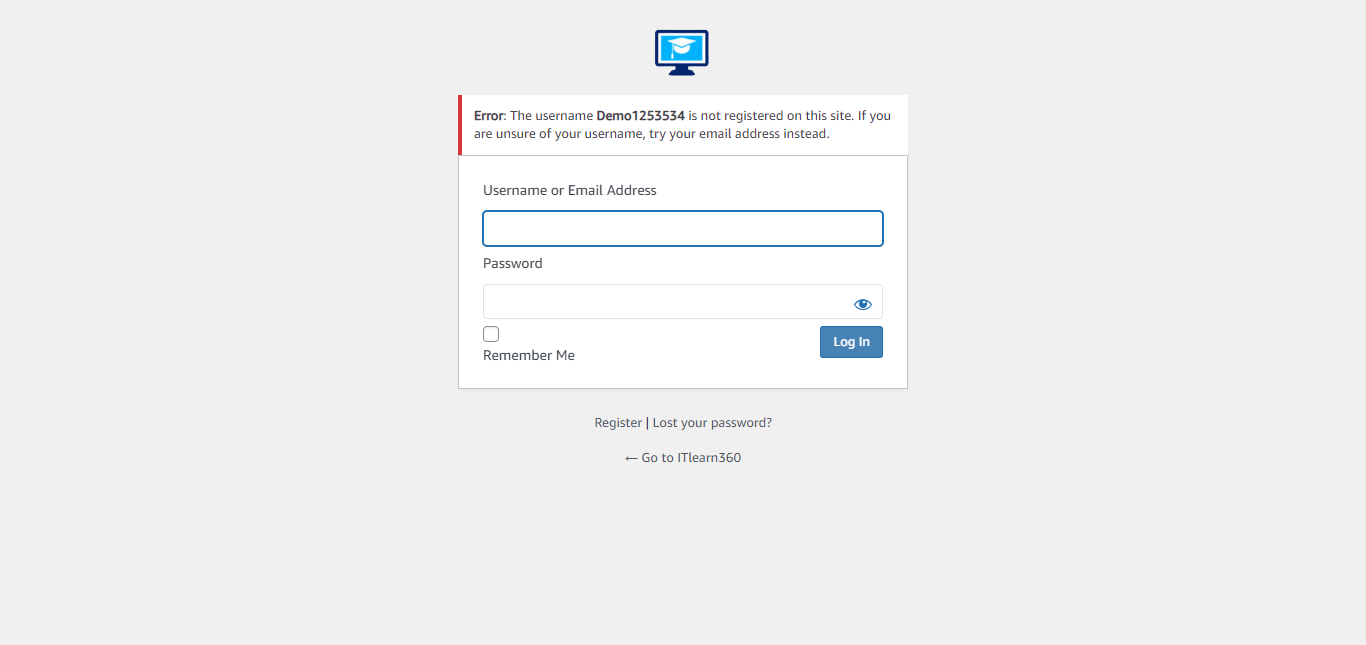 Error: The username Demo1253534 is not registered on this site. If you
are unsure of your username, try your email address instead.
Username or Email Address
Password
Remember Me
Log In
Register | Lost your password?
← Go to ITlearn360